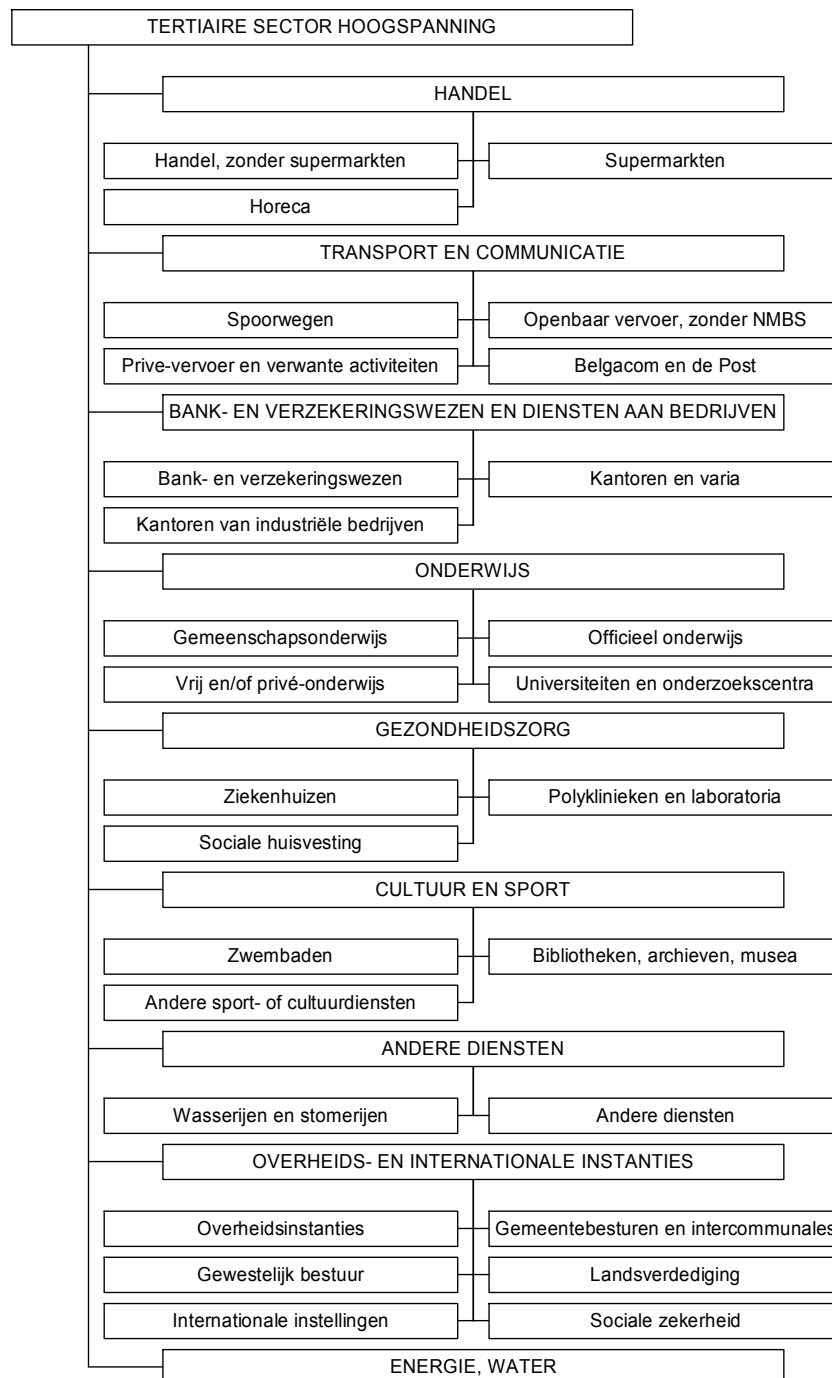 TERTIAIRE SECTOR HOOGSPANNING
HANDEL
Handel, zonder supermarkten
Supermarkten
Horeca
TRANSPORT EN COMMUNICATIE
Spoorwegen
Openbaar vervoer, zonder NMBS
Prive-vervoer en verwante activiteiten
Belgacom en de Post
BANK- EN VERZEKERINGSWEZEN EN DIENSTEN AAN BEDRIJVEN
Bank- en verzekeringswezen
Kantoren en varia
Kantoren van industriële bedrijven
ONDERWIJS
Gemeenschapsonderwijs
Officieel onderwijs
Vrij en/of privé-onderwijs
Universiteiten en onderzoekscentra
GEZONDHEIDSZORG
Ziekenhuizen
Polyklinieken en laboratoria
Sociale huisvesting
CULTUUR EN SPORT
Zwembaden
Bibliotheken, archieven, musea
Andere sport- of cultuurdiensten
ANDERE DIENSTEN
Wasserijen en stomerijen
Andere diensten
OVERHEIDS- EN INTERNATIONALE INSTANTIES
Overheidsinstanties
Gemeentebesturen en intercommunales
Gewestelijk bestuur
Landsverdediging
Internationale instellingen
Sociale zekerheid
ENERGIE, WATER